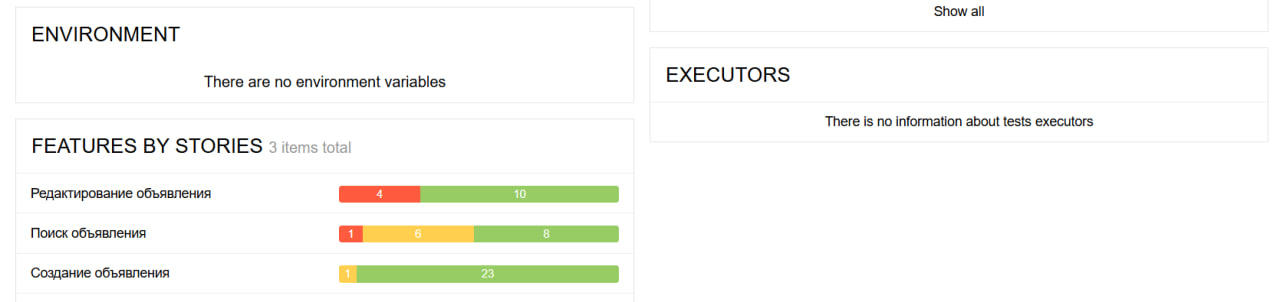 ENVIRONMENT
There are no environment variables
FEATURES BY STORIES 3 items total
Редактирование объявления 4 10
Поиск объявления 1 6 8
Создание объявления 1 23
Show all
EXECUTORS
There is no information about tests executors